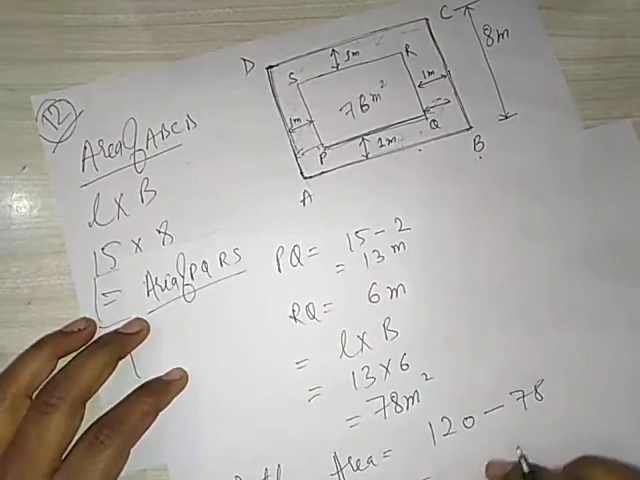 12
Area of ABCD
l × B
15 × 8
=
Area of PQRS
D
C
8m
S
1m
R
1m
78m²
1m
P
1m
Q
B
A
PQ = 15 - 2
= 13 m
RQ = 6m
= l × B
= 13 × 6
= 78m²
Area = 120 - 78
=